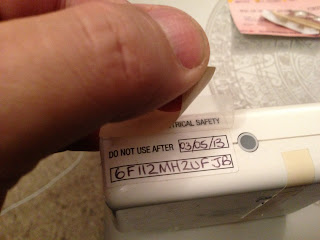 TRICAL SAFETY
DO NOT USE AFTER 03/05/13
6F112MH2UFJB